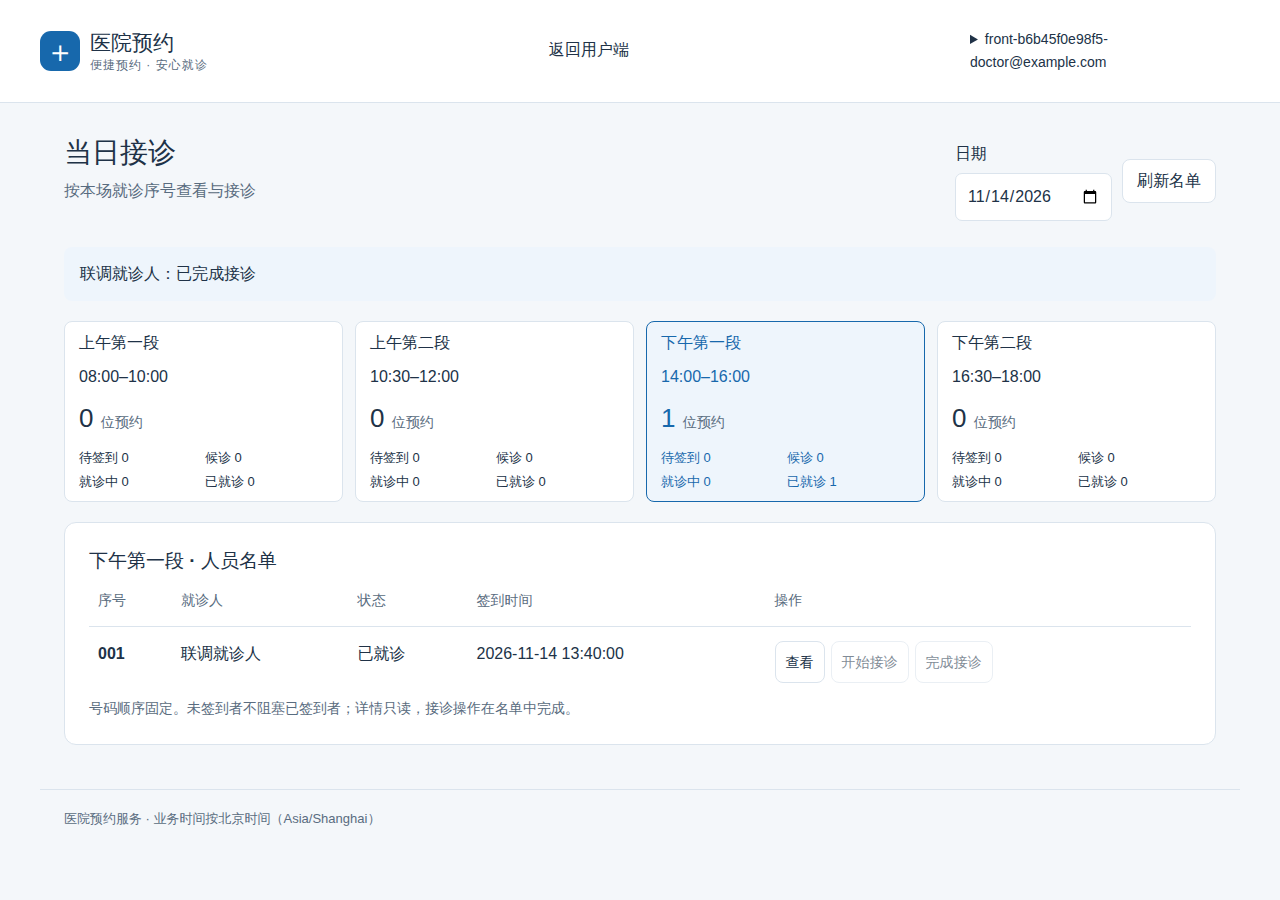 医院预约
便捷预约 · 安心就诊
返回用户端
front-b6b45f0e98f5-
doctor@example.com
当日接诊
按本场就诊序号查看与接诊
日期
11/14/2026
刷新名单
联调就诊人：已完成接诊
上午第一段
08:00–10:00
0 位预约
待签到 0 候诊 0
就诊中 0 已就诊 0
上午第二段
10:30–12:00
0 位预约
待签到 0 候诊 0
就诊中 0 已就诊 0
下午第一段
14:00–16:00
1 位预约
待签到 0 候诊 0
就诊中 0 已就诊 1
下午第二段
16:30–18:00
0 位预约
待签到 0 候诊 0
就诊中 0 已就诊 0
下午第一段 · 人员名单
序号 就诊人 状态 签到时间 操作
001 联调就诊人 已就诊 2026-11-14 13:40:00 查看 开始接诊 完成接诊
号码顺序固定。未签到者不阻塞已签到者；详情只读，接诊操作在名单中完成。
医院预约服务 · 业务时间按北京时间（Asia/Shanghai）